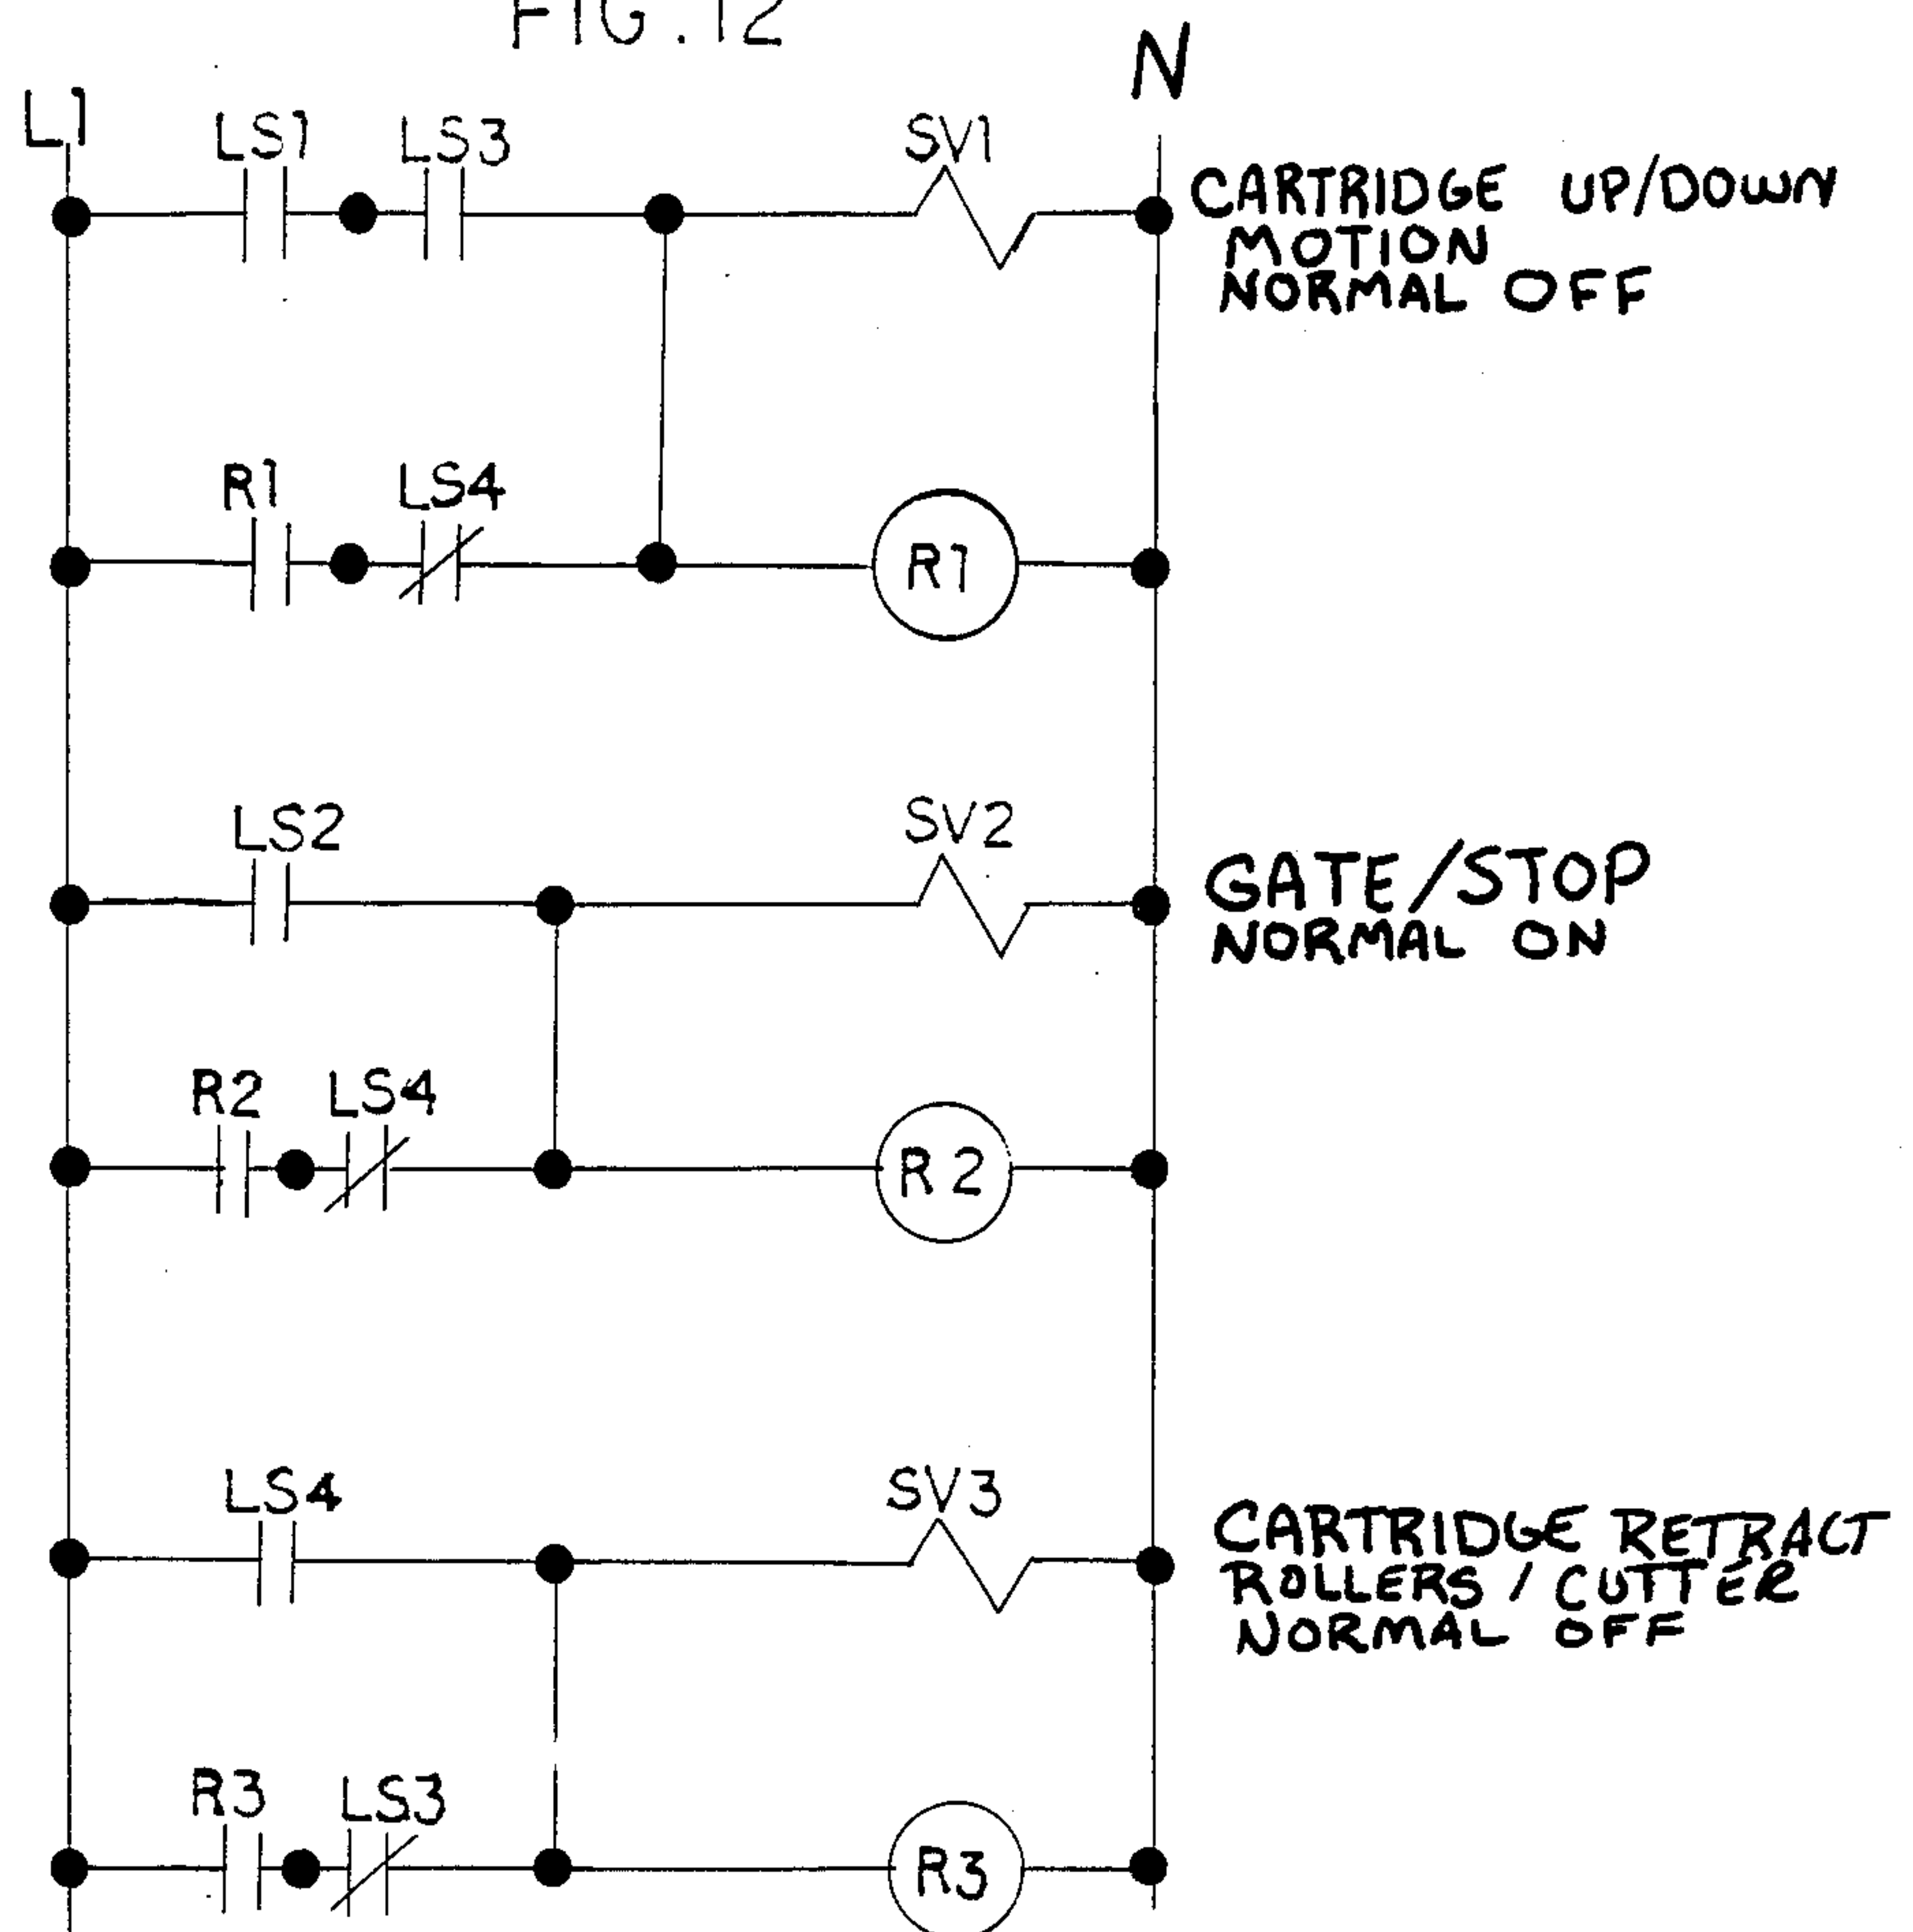 FIG.12
L1
N
LS1 LS3 SV1
CARTRIDGE UP/DOWN
MOTION
NORMAL OFF
R1 LS4
R1
LS2 SV2
GATE/STOP
NORMAL ON
R2 LS4
R2
LS4 SV3
CARTRIDGE RETRACT
ROLLERS / CUTTER
NORMAL OFF
R3 LS3
R3